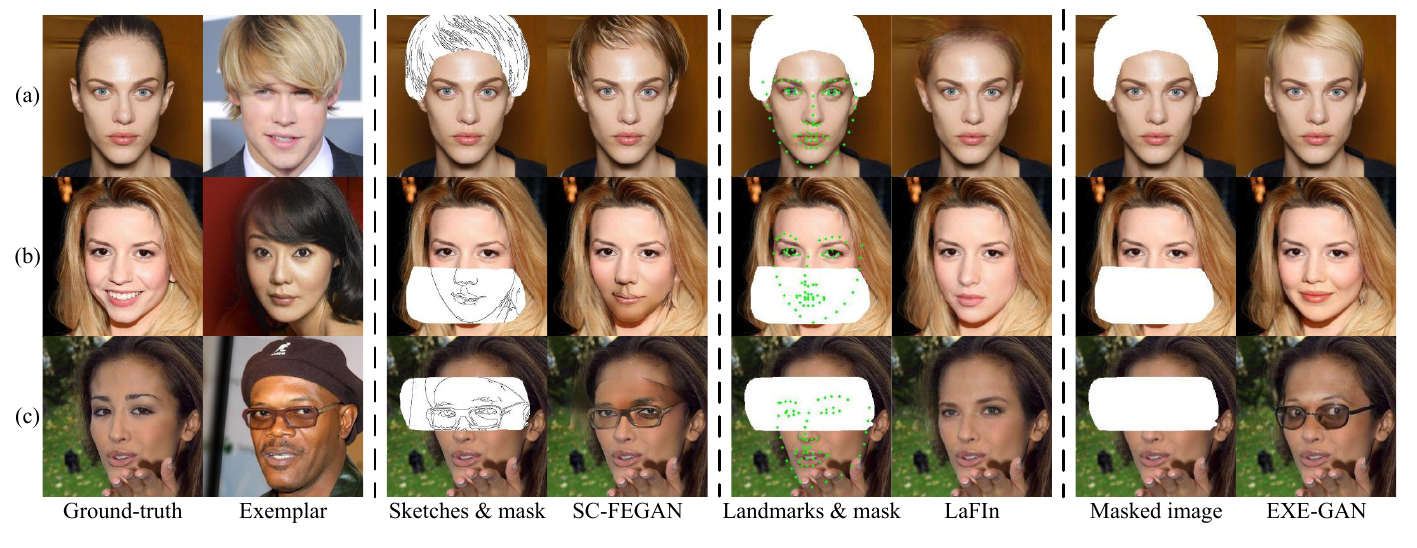 (a)
(b)
(c)
Ground-truth Exemplar Sketches & mask SC-FEGAN Landmarks & mask LaFIn Masked image EXE-GAN